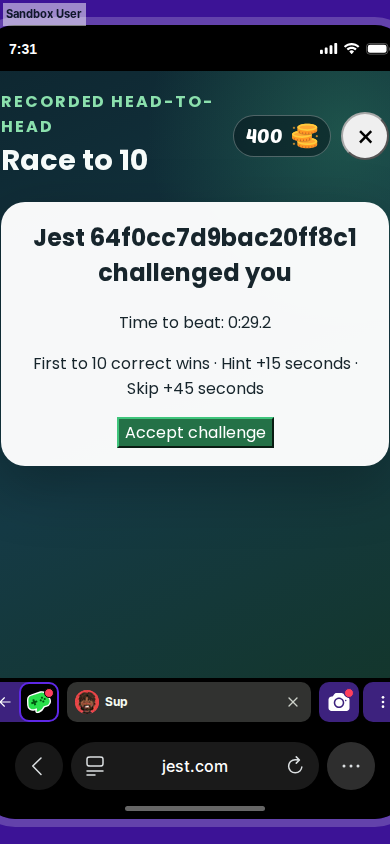 Sandbox User
7:31
RECORDED HEAD-TO-
HEAD
Race to 10
400
Jest 64f0cc7d9bac20ff8c1
challenged you
Time to beat: 0:29.2
First to 10 correct wins · Hint +15 seconds ·
Skip +45 seconds
Accept challenge
Sup
jest.com